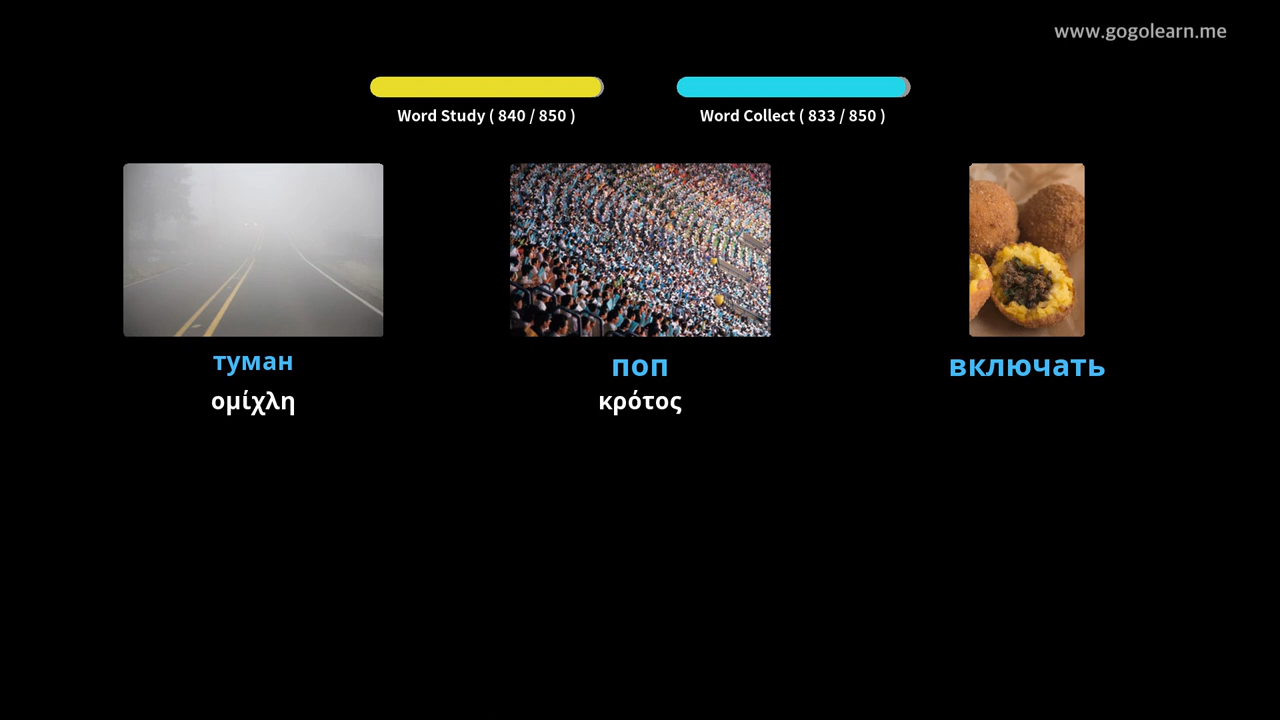 www.gogolearn.me
Word Study ( 840 / 850 )
Word Collect ( 833 / 850 )
туман
поп
включать
ομίχλη
κρότος